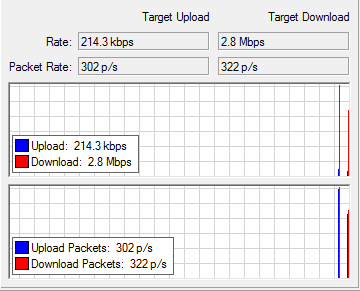 Target Upload Target Download
Rate: 214.3 kbps 2.8 Mbps
Packet Rate: 302 p/s 322 p/s
Upload: 214.3 kbps
Download: 2.8 Mbps
Upload Packets: 302 p/s
Download Packets: 322 p/s